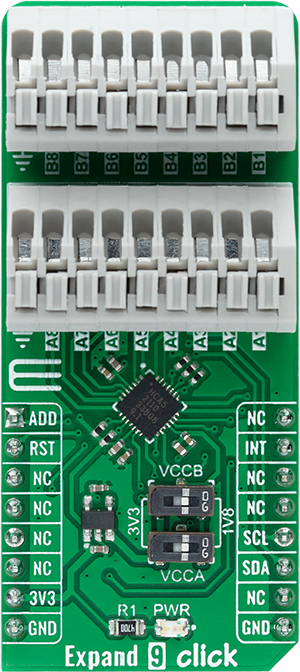 B8 B7 B6 B5 B4 B3 B2 B1
A8 A7 A6 A5 A4 A3 A2 A1
ADD NC
RST INT
NC VCCB NC
NC 3V3 1V8 NC
NC SCL
NC VCCA SDA
3V3 R1 PWR NC
GND 4700 GND
Expand 9 click